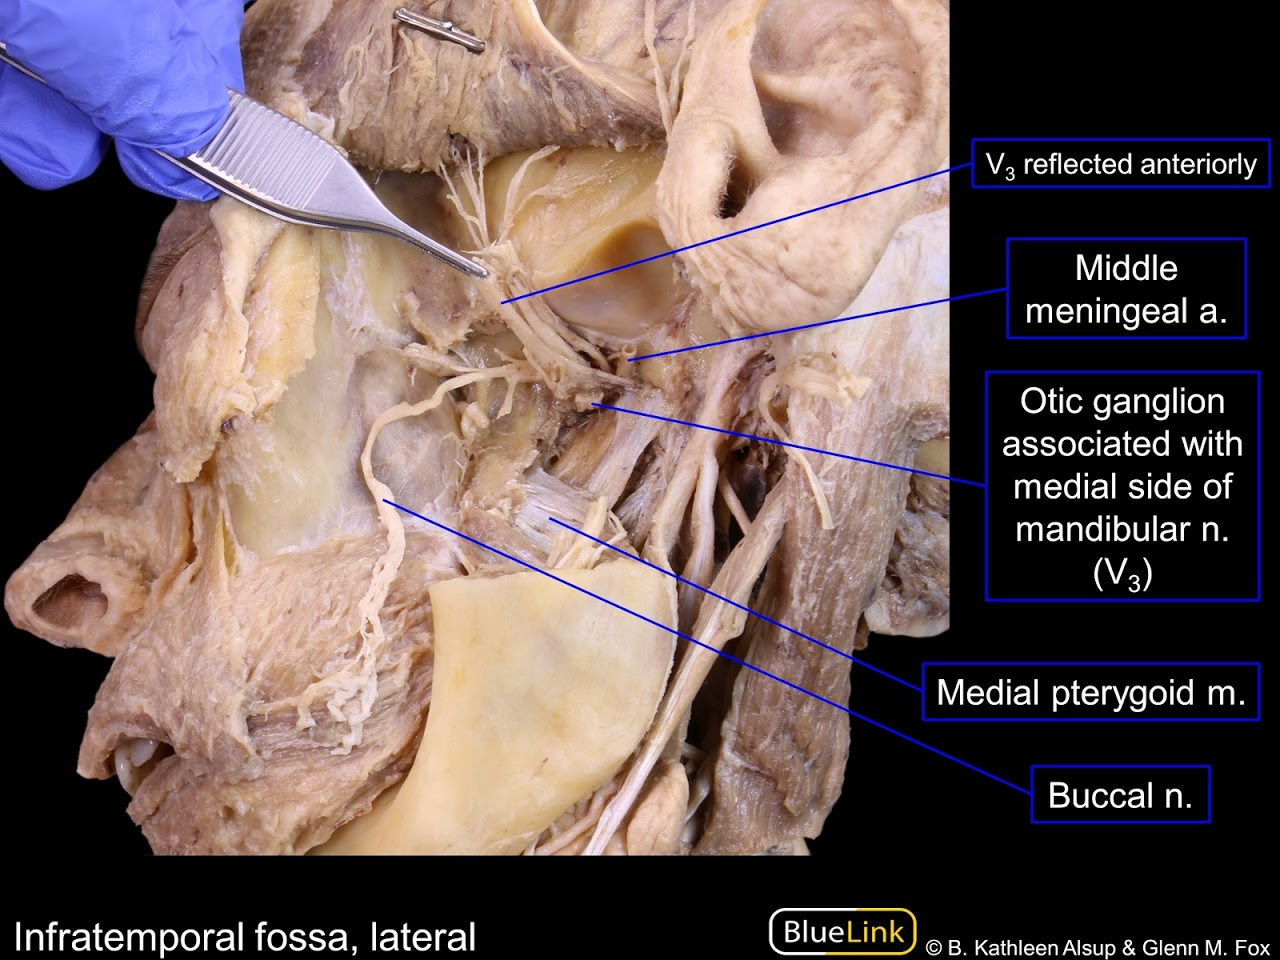 V₃ reflected anteriorly
Middle
meningeal a.
Otic ganglion
associated with
medial side of
mandibular n.
(V₃)
Medial pterygoid m.
Buccal n.
Infratemporal fossa, lateral
BlueLink
© B. Kathleen Alsup & Glenn M. Fox